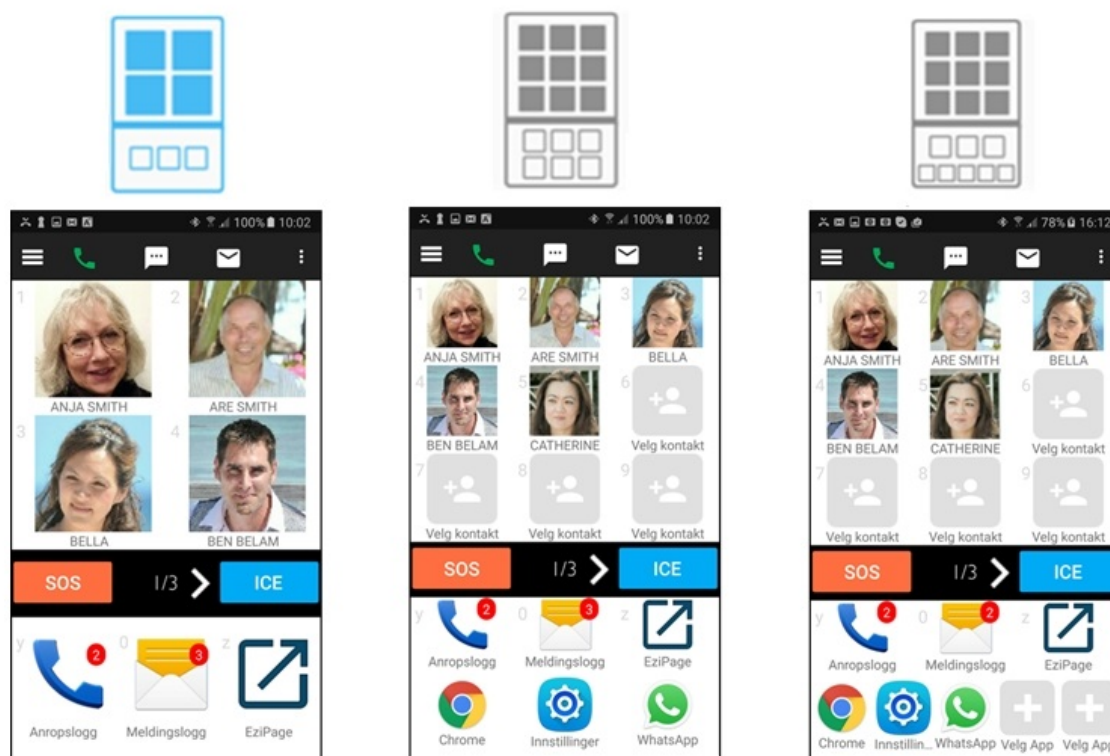 100% 10:02
1 2
ANJA SMITH ARE SMITH
3 4
BELLA BEN BELAM
SOS 1/3 ICE
y 2 0 3 z
Anropslogg Meldingslogg EziPage
100% 10:02
1 2 3
ANJA SMITH ARE SMITH BELLA
4 5 6
BEN BELAM CATHERINE Velg kontakt
7 8 9
Velg kontakt Velg kontakt Velg kontakt
SOS 1/3 ICE
y 2 0 3 z
Anropslogg Meldingslogg EziPage
Chrome Innstillinger WhatsApp
78% 16:12
1 2 3
ANJA SMITH ARE SMITH BELLA
4 5 6
BEN BELAM CATHERINE Velg kontakt
7 8 9
Velg kontakt Velg kontakt Velg kontakt
SOS 1/3 ICE
y 2 0 2 z
Anropslogg Meldingslogg EziPage
Chrome Innstillin... WhatsApp Velg App Velg App